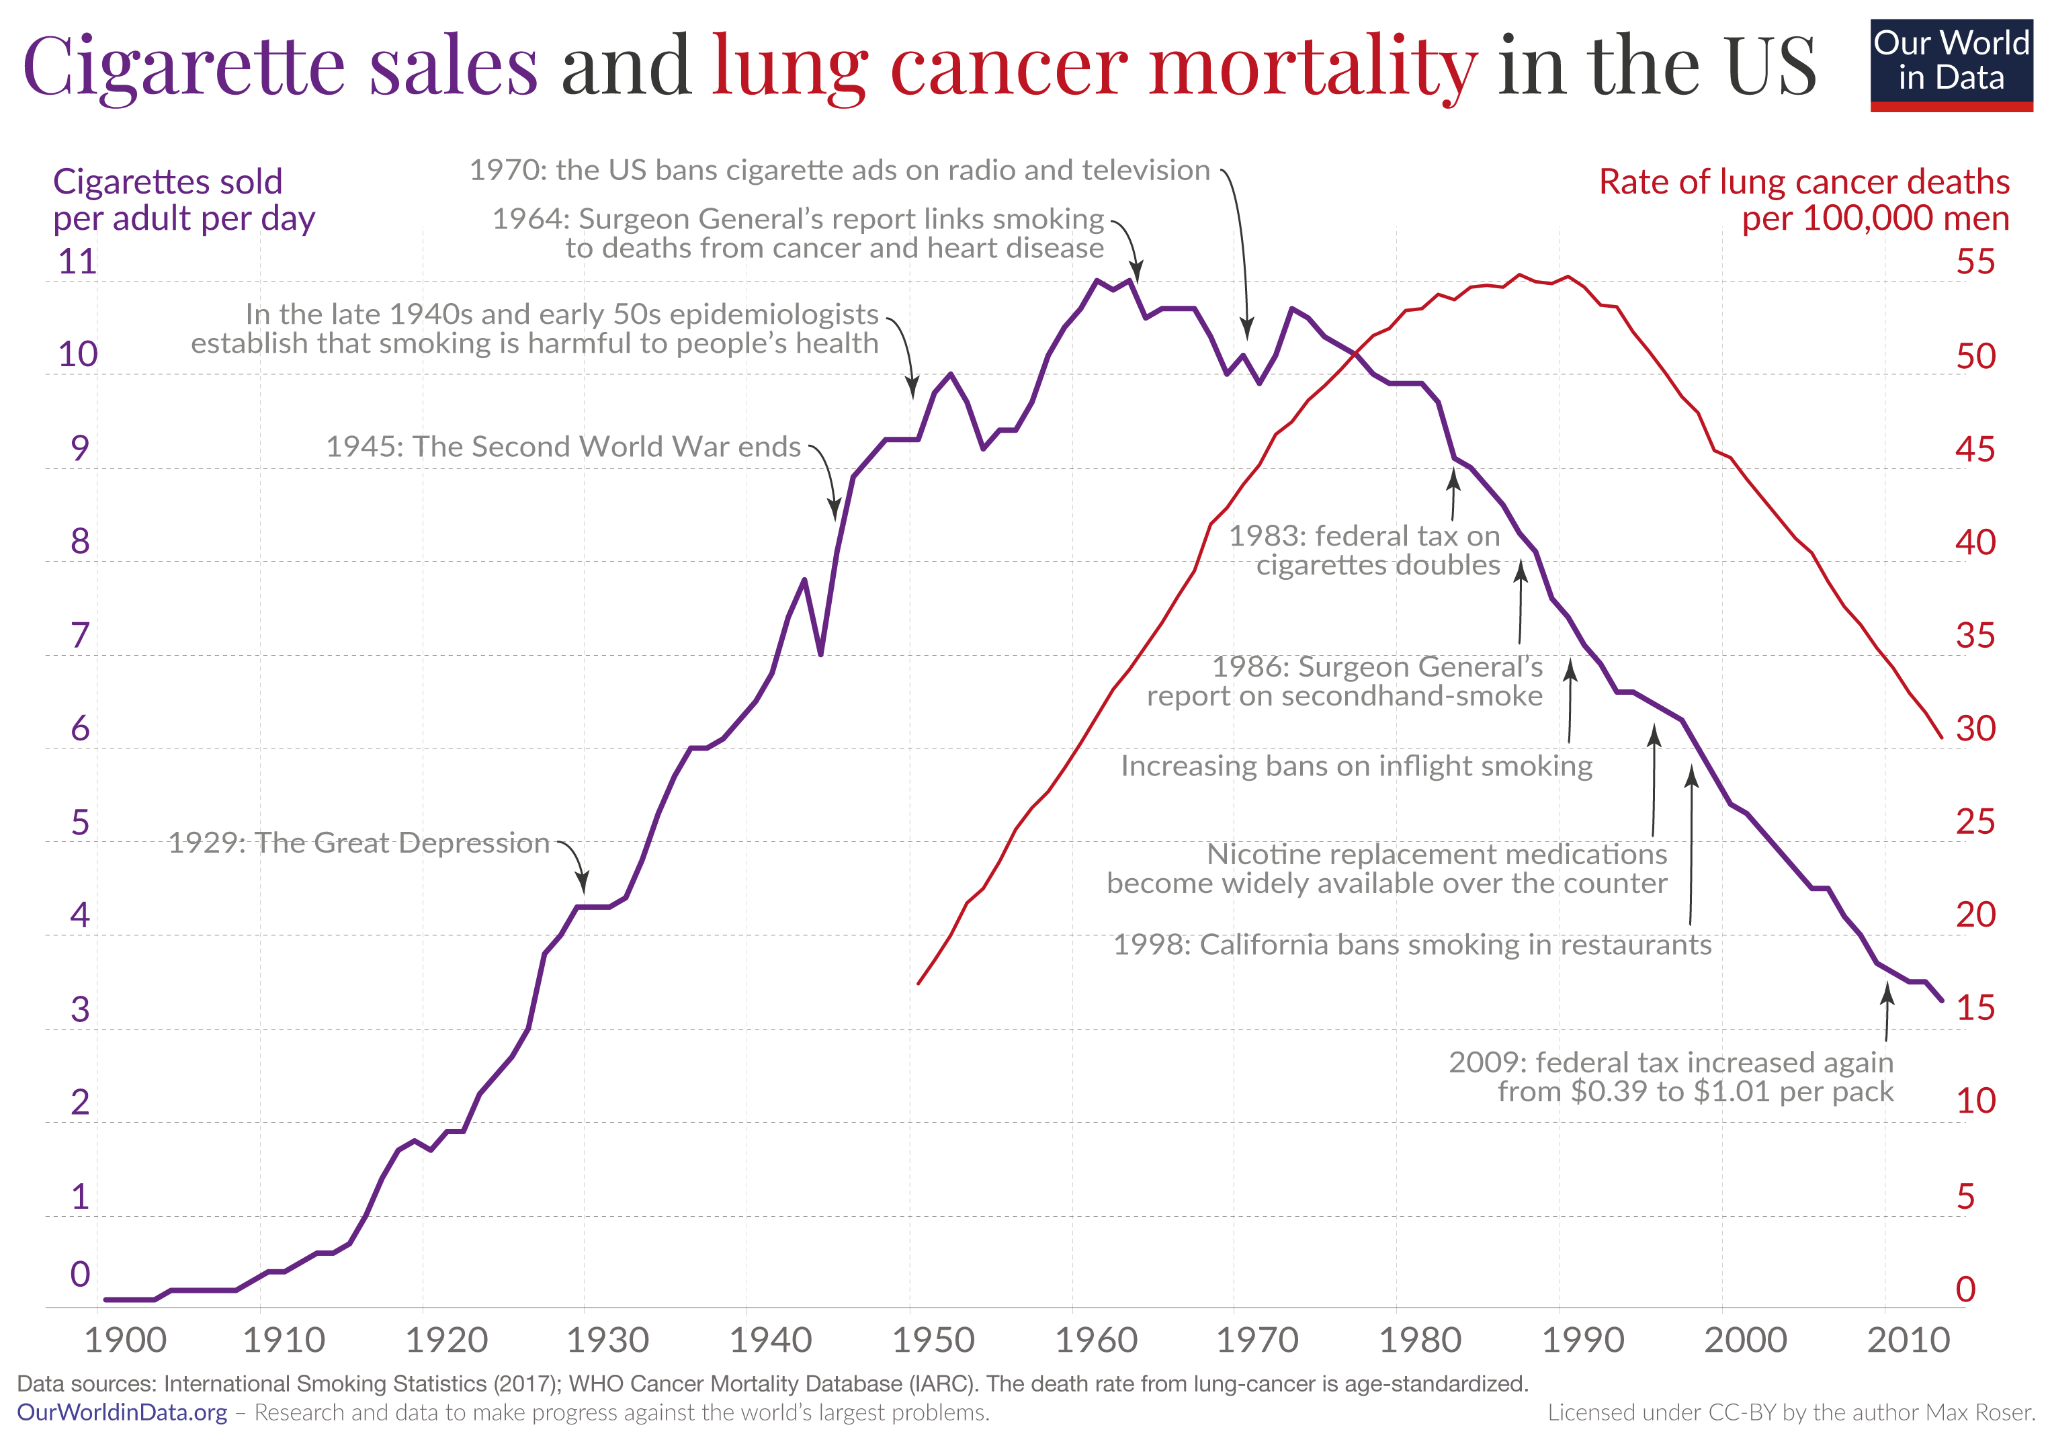 Cigarette sales and lung cancer mortality in the US
Our World
in Data
Cigarettes sold
per adult per day
Rate of lung cancer deaths
per 100,000 men
1970: the US bans cigarette ads on radio and television
1964: Surgeon General's report links smoking
to deaths from cancer and heart disease
In the late 1940s and early 50s epidemiologists
establish that smoking is harmful to people's health
1945: The Second World War ends
1929: The Great Depression
1983: federal tax on
cigarettes doubles
1986: Surgeon General's
report on secondhand-smoke
Increasing bans on inflight smoking
Nicotine replacement medications
become widely available over the counter
1998: California bans smoking in restaurants
2009: federal tax increased again
from $0.39 to $1.01 per pack
11
10
9
8
7
6
5
4
3
2
1
0
55
50
45
40
35
30
25
20
15
10
5
0
1900 1910 1920 1930 1940 1950 1960 1970 1980 1990 2000 2010
Data sources: International Smoking Statistics (2017); WHO Cancer Mortality Database (IARC). The death rate from lung-cancer is age-standardized.
OurWorldinData.org – Research and data to make progress against the world's largest problems.
Licensed under CC-BY by the author Max Roser.